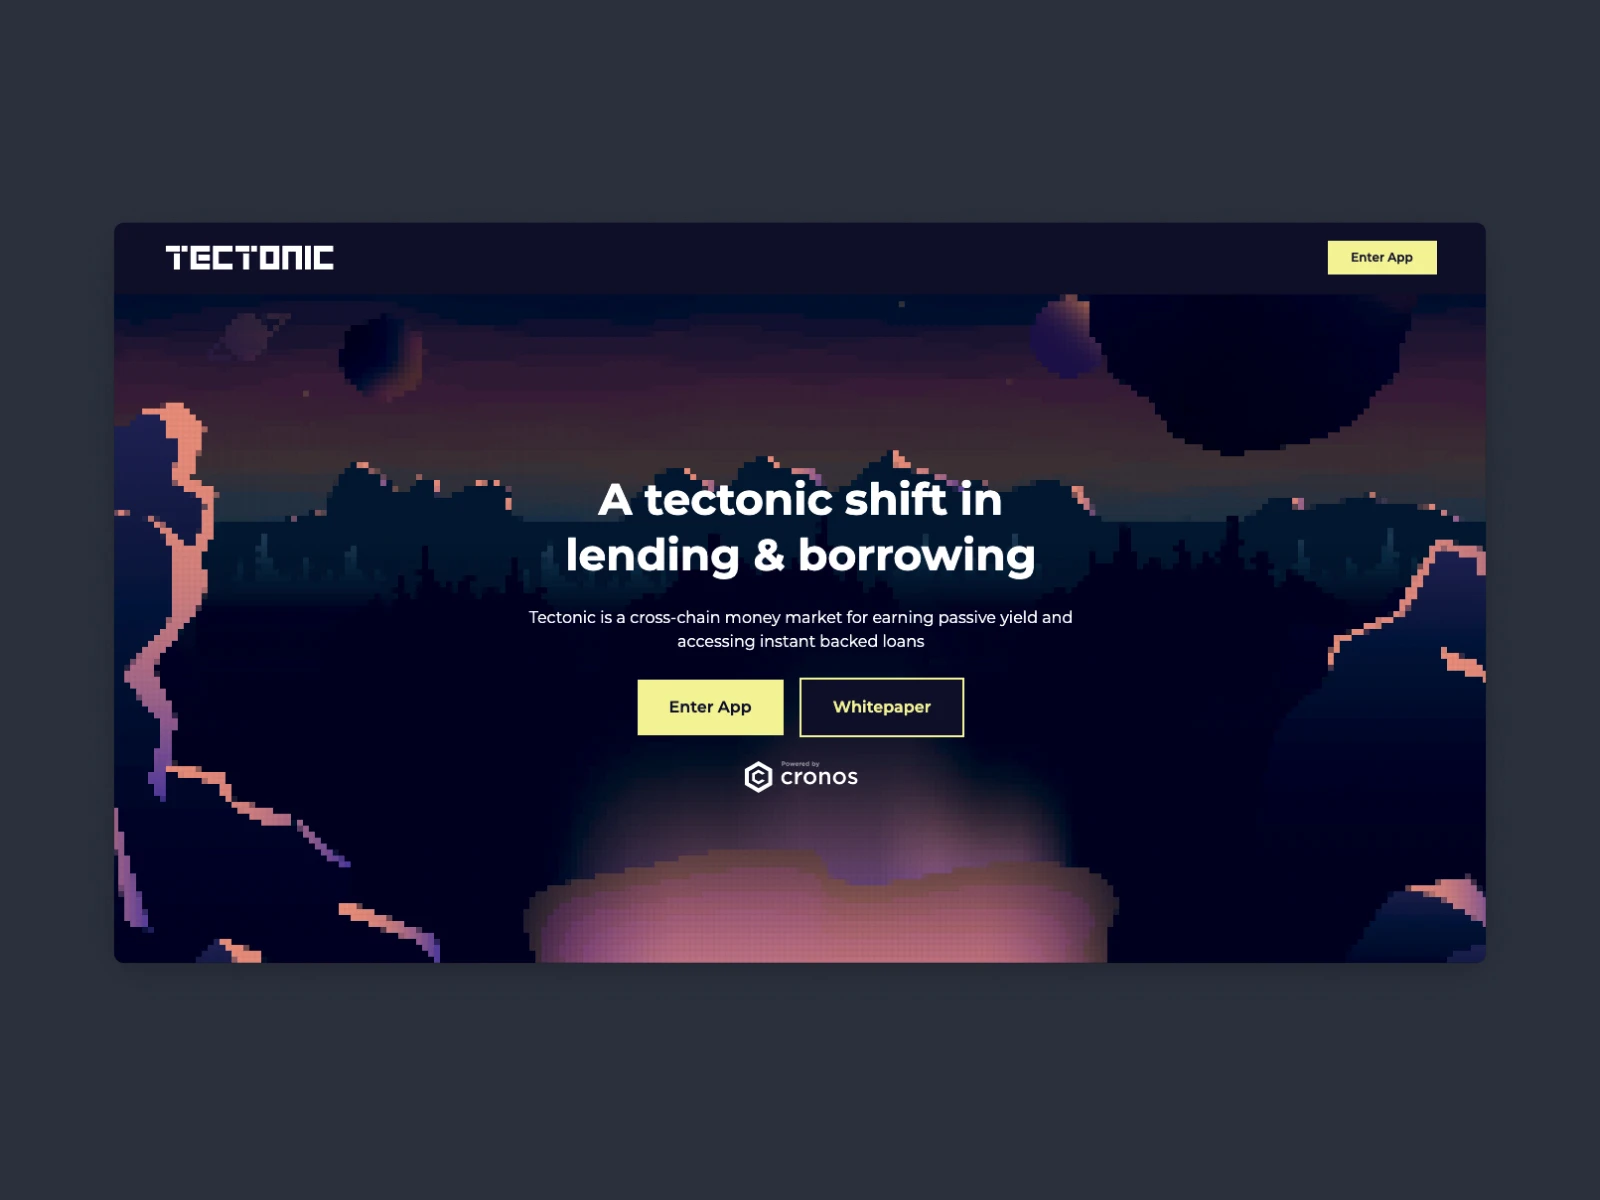 TECTONIC
Enter App
A tectonic shift in
lending & borrowing
Tectonic is a cross-chain money market for earning passive yield and
accessing instant backed loans
Enter App
Whitepaper
Powered by
cronos